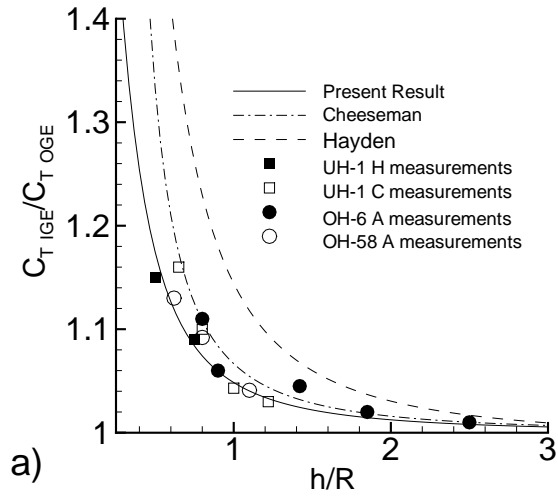 1.4
1.3
1.2
1.1
1
C_T IGE/C_T OGE
Present Result
Cheeseman
Hayden
UH-1 H measurements
UH-1 C measurements
OH-6 A measurements
OH-58 A measurements
1 2 3
h/R
a)